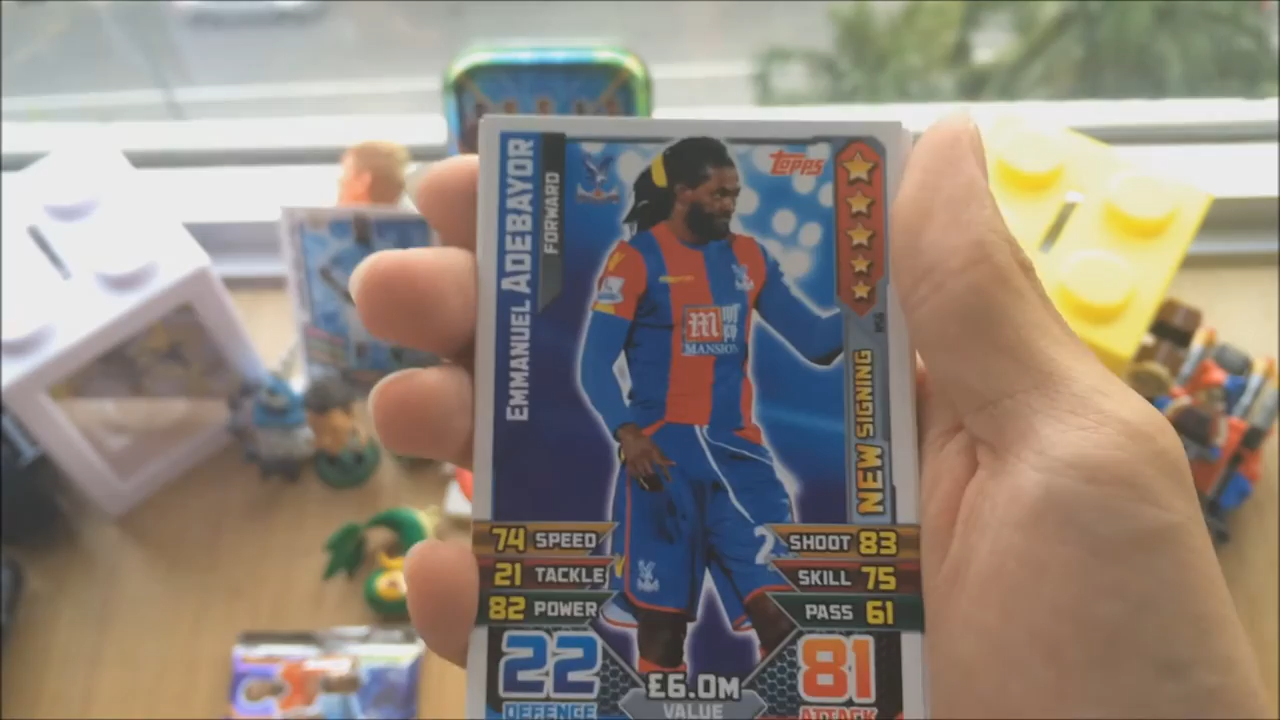 EMMANUEL ADEBAYOR
FORWARD
Topps
NEW SIGNING
M
MANSION
2
74 SPEED
21 TACKLE
82 POWER
SHOOT 83
SKILL 75
PASS 61
22
DEFENCE
£6.0M
VALUE
81
ATTACK